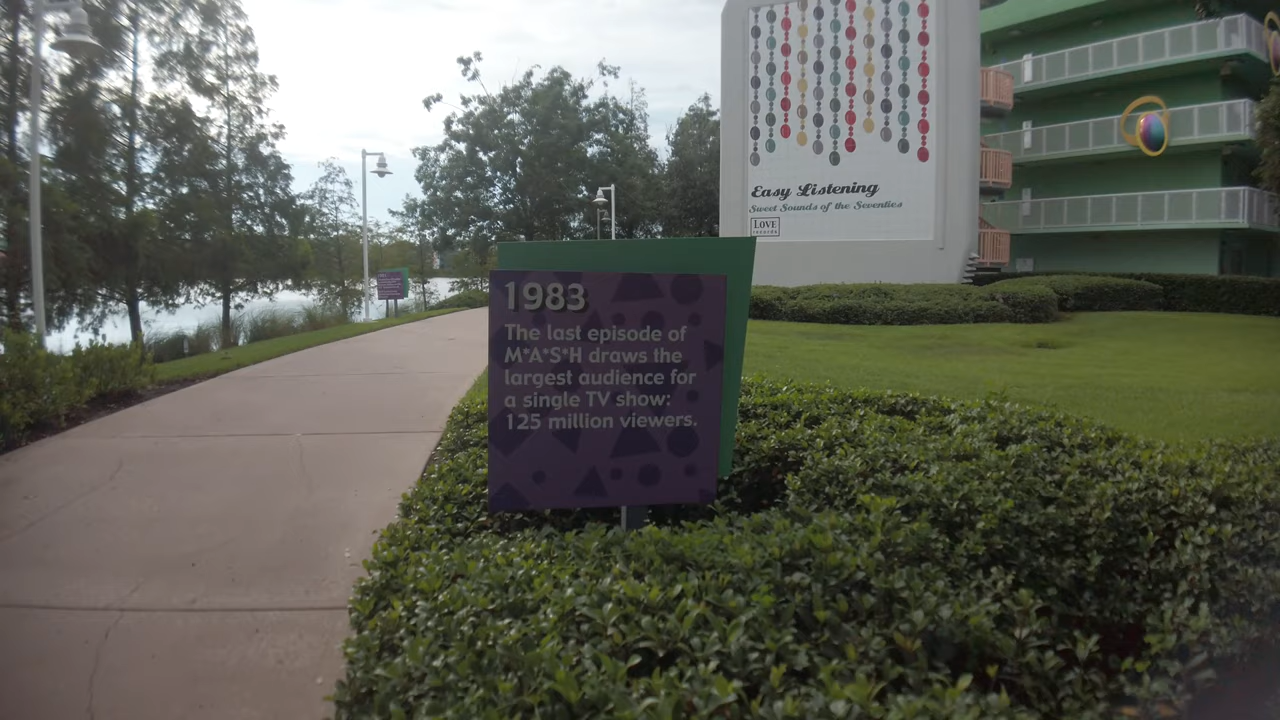 Easy Listening
Sweet Sounds of the Seventies
LOVE
RECORDS
1983
The last episode of
M*A*S*H draws the
largest audience for
a single TV show:
125 million viewers.